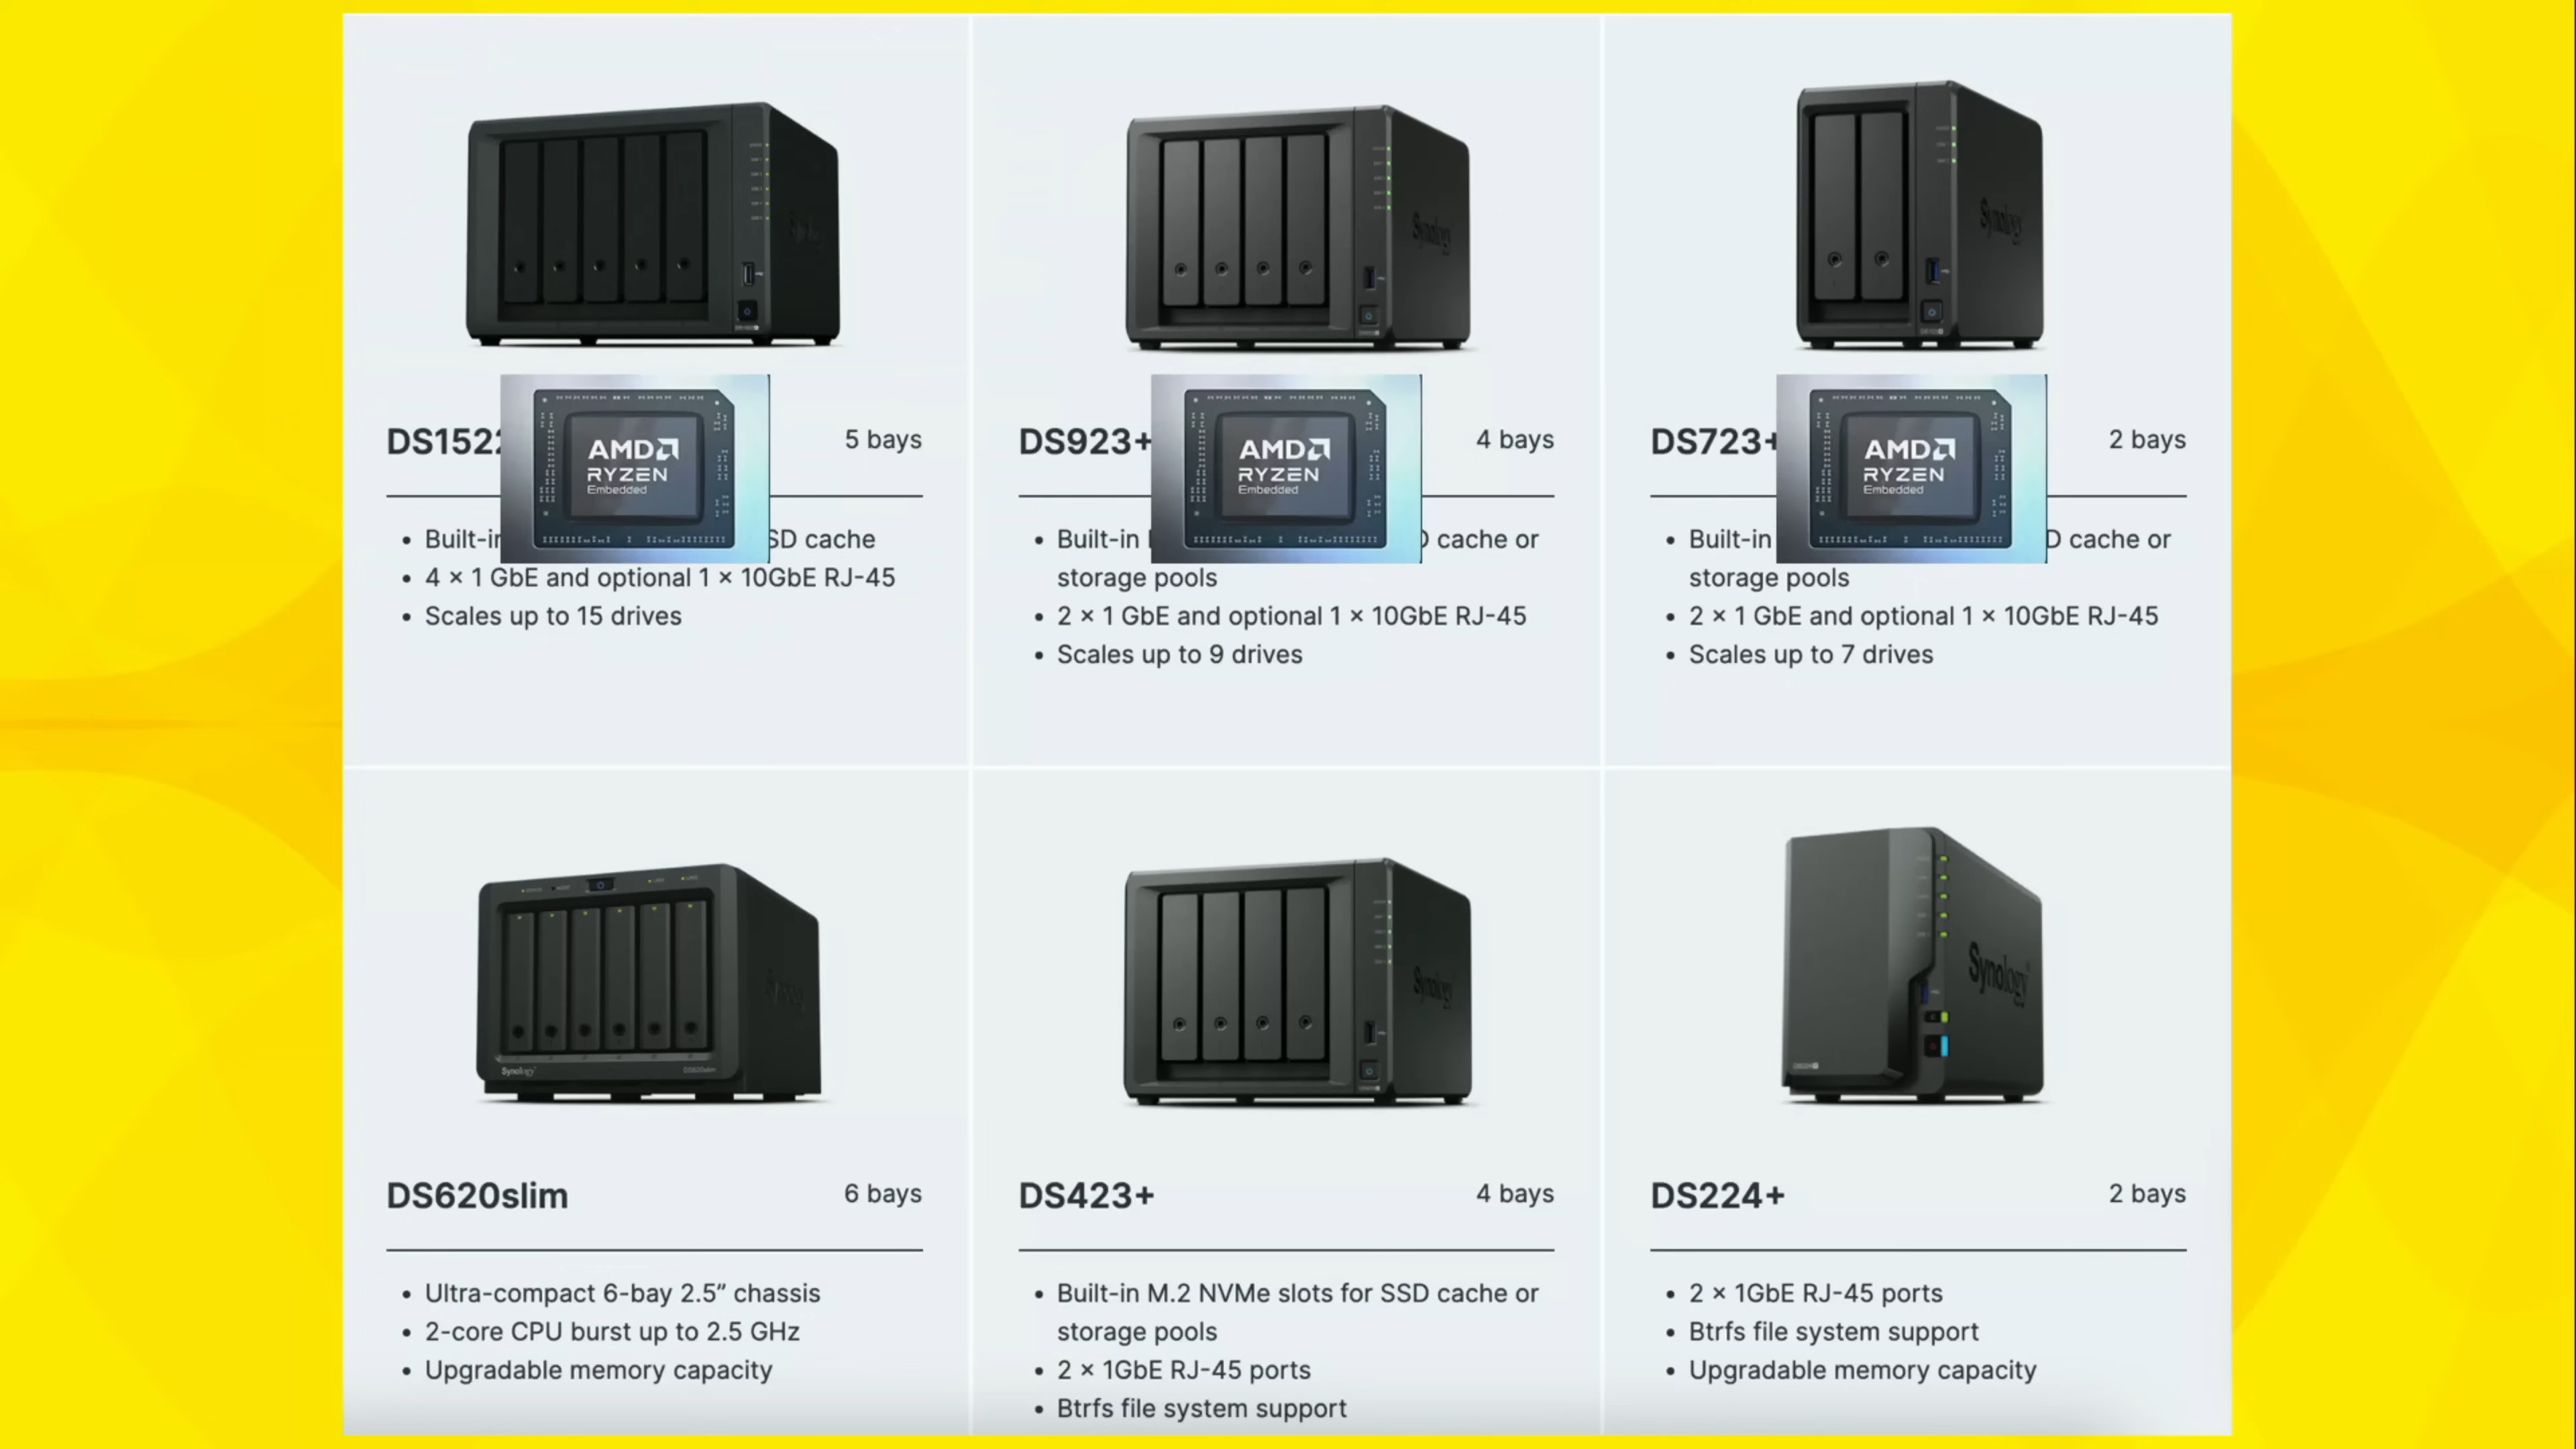 Synology
Synology
AMD
RYZEN
Embedded
AMD
RYZEN
Embedded
AMD
RYZEN
Embedded
DS152
5 bays
DS923+
4 bays
DS723+
2 bays
SD cache
4 × 1 GbE and optional 1 × 10GbE RJ-45
Scales up to 15 drives
Built-in
cache or
storage pools
2 × 1 GbE and optional 1 × 10GbE RJ-45
Scales up to 9 drives
Built-in
D cache or
storage pools
2 × 1 GbE and optional 1 × 10GbE RJ-45
Scales up to 7 drives
Synology
DS620slim
Synology
Synology
DS620slim
6 bays
DS423+
4 bays
DS224+
2 bays
Ultra-compact 6-bay 2.5” chassis
2-core CPU burst up to 2.5 GHz
Upgradable memory capacity
Built-in M.2 NVMe slots for SSD cache or
storage pools
2 × 1GbE RJ-45 ports
Btrfs file system support
2 × 1GbE RJ-45 ports
Btrfs file system support
Upgradable memory capacity